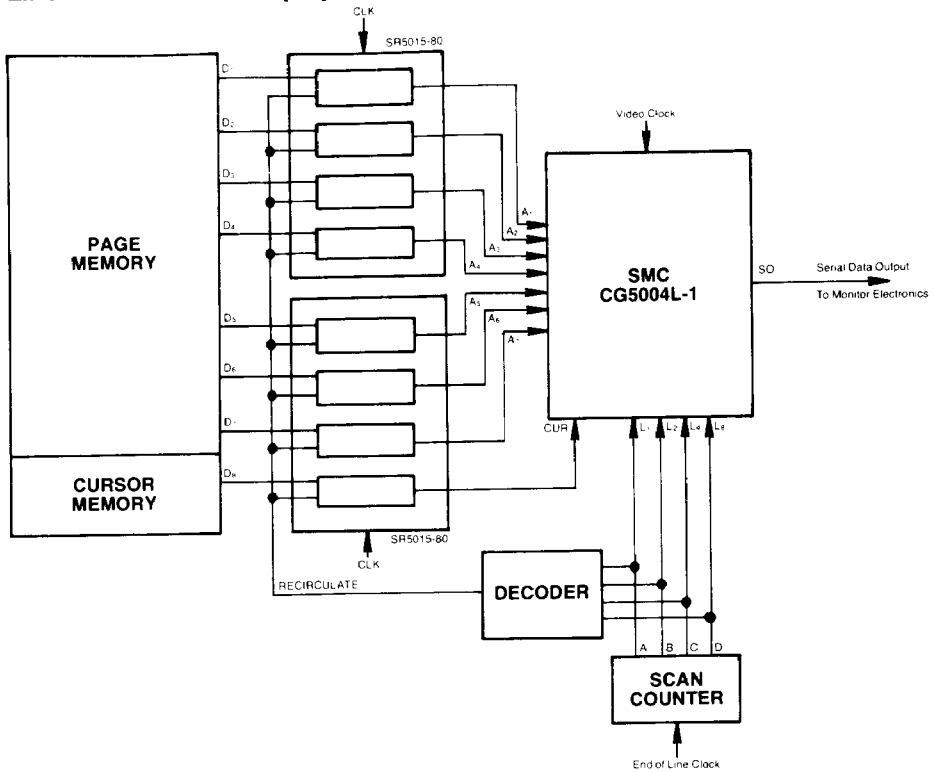 CLK
SR5015-80
D₁
D₂
D₃
D₄
D₅
D₆
D₇
D₈
PAGE
MEMORY
CURSOR
MEMORY
Video Clock
A₁
A₂
A₃
A₄
A₅
A₆
A₇
SMC
CG5004L-1
SO
Serial Data Output
To Monitor Electronics
CUR
L₁
L₂
L₄
L₈
SR5015-80
CLK
RECIRCULATE
DECODER
A
B
C
D
SCAN
COUNTER
End of Line Clock